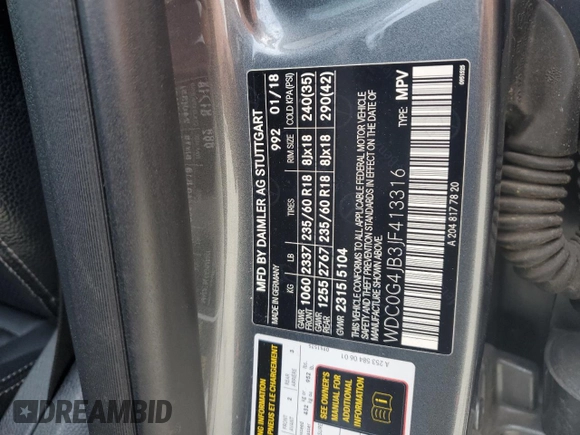 MFD BY DAIMLER AG STUTTGART
MADE IN GERMANY 992 01/18
KG LB TIRES RIM SIZE COLD KPA (PSI)
GAWR FRONT 1060 2337 235/60 R18 8Jx18 240(35)
GAWR REAR 1255 2767 235/60 R18 8Jx18 290(42)
GVWR 2315 5104
THIS VEHICLE CONFORMS TO ALL APPLICABLE FEDERAL MOTOR VEHICLE
SAFETY AND THEFT PREVENTION STANDARDS IN EFFECT ON THE DATE OF
MANUFACTURE SHOWN ABOVE.
WDC0G4JB3JF413316 TYPE: MPV
A 204 817 78 20
A 253 584 06 01
SEE OWNER'S
MANUAL FOR
ADDITIONAL
INFORMATION
DREAMBID